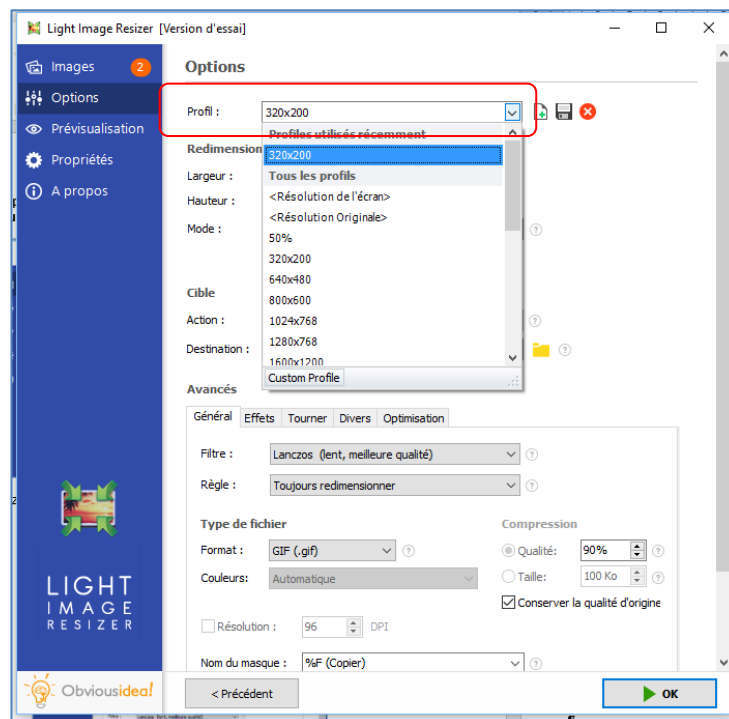 Light Image Resizer [Version d'essai]
Images 2
Options
Prévisualisation
Propriétés
A propos
LIGHT
IMAGE
RESIZER
Obviousidea!
Options
Profil : 320x200
Profiles utilisés récemment
320x200
Tous les profils
<Résolution de l'écran>
<Résolution Originale>
50%
320x200
640x480
800x600
1024x768
1280x768
1600x1200
Custom Profile
Redimension
Largeur :
Hauteur :
Mode :
Cible
Action :
Destination :
Avancés
Général Effets Tourner Divers Optimisation
Filtre : Lanczos (lent, meilleure qualité)
Règle : Toujours redimensionner
Type de fichier Compression
Format : GIF (.gif) Qualité: 90%
Couleurs: Automatique Taille: 100 Ko
Conserver la qualité d'origine
Résolution : 96 DPI
Nom du masque : %F (Copier)
< Précédent OK